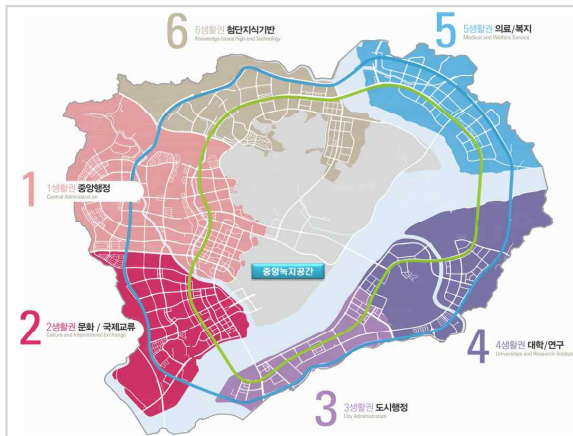 6
6생활권 첨단지식기반
Knowledge-based High-end Technology
5
5생활권 의료/복지
Medical and Welfare Service
1
1생활권 중앙행정
Central Administration
중앙녹지공간
2
2생활권 문화 / 국제교류
Culture and International Exchange
4
4생활권 대학/연구
Universities and Research Institutes
3
3생활권 도시행정
City Administration